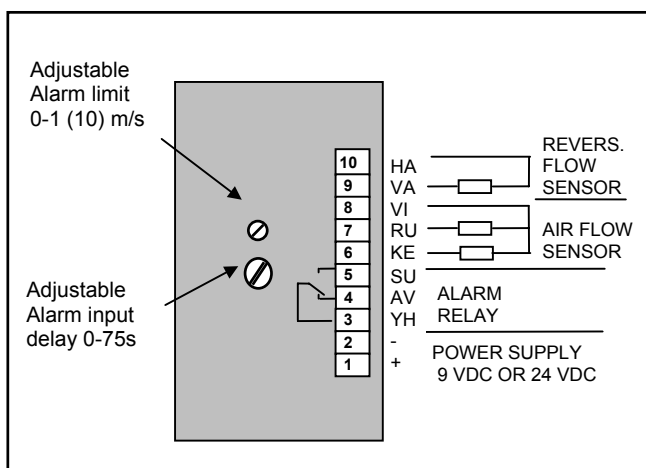 Adjustable
Alarm limit
0-1 (10) m/s
Adjustable
Alarm input
delay 0-75s
10 HA
9 VA
8 VI
7 RU
6 KE
5 SU
4 AV
3 YH
2 -
1 +
REVERS.
FLOW
SENSOR
AIR FLOW
SENSOR
ALARM
RELAY
POWER SUPPLY
9 VDC OR 24 VDC